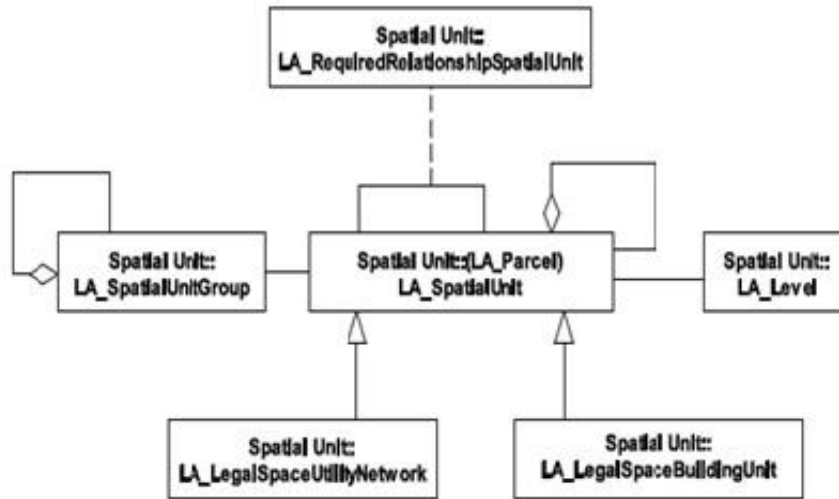 Spatial Unit::
LA_RequiredRelationshipSpatialUnit
Spatial Unit::
LA_SpatialUnitGroup
Spatial Unit::(LA_Parcel)
LA_SpatialUnit
Spatial Unit::
LA_Level
Spatial Unit::
LA_LegalSpaceUtilityNetwork
Spatial Unit::
LA_LegalSpaceBuildingUnit